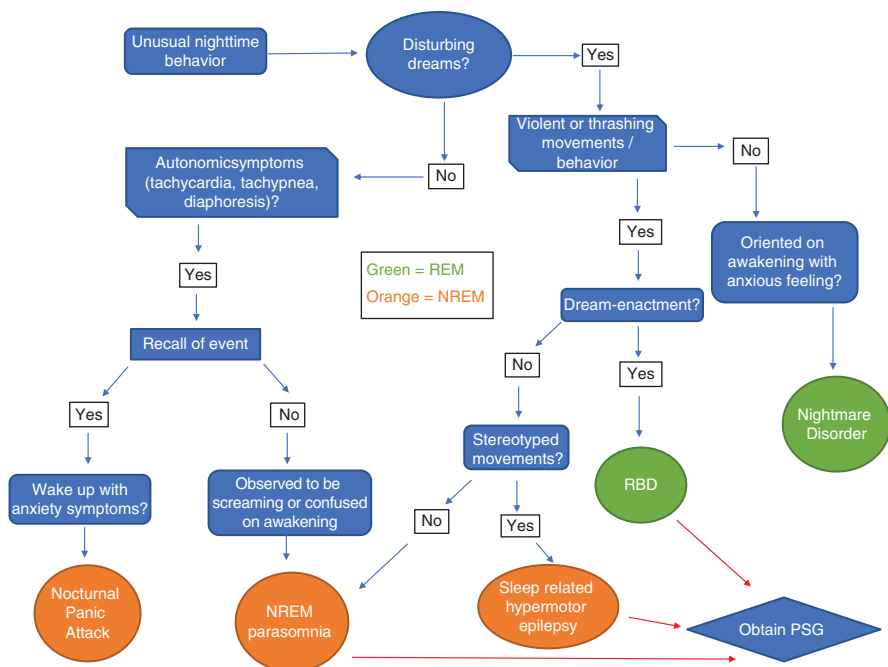 Unusual nighttime
behavior
Disturbing
dreams?
Yes
Violent or thrashing
movements /
behavior
No
No
Autonomicsymptoms
(tachycardia, tachypnea,
diaphoresis)?
Yes
Yes
Oriented on
awakening with
anxious feeling?
Green = REM
Orange = NREM
Dream-enactment?
Recall of event
No
Yes
Yes
No
Nightmare
Disorder
Stereotyped
movements?
RBD
Wake up with
anxiety symptoms?
Observed to be
screaming or confused
on awakening
No
Yes
Nocturnal
Panic
Attack
NREM
parasomnia
Sleep related
hypermotor
epilepsy
Obtain PSG